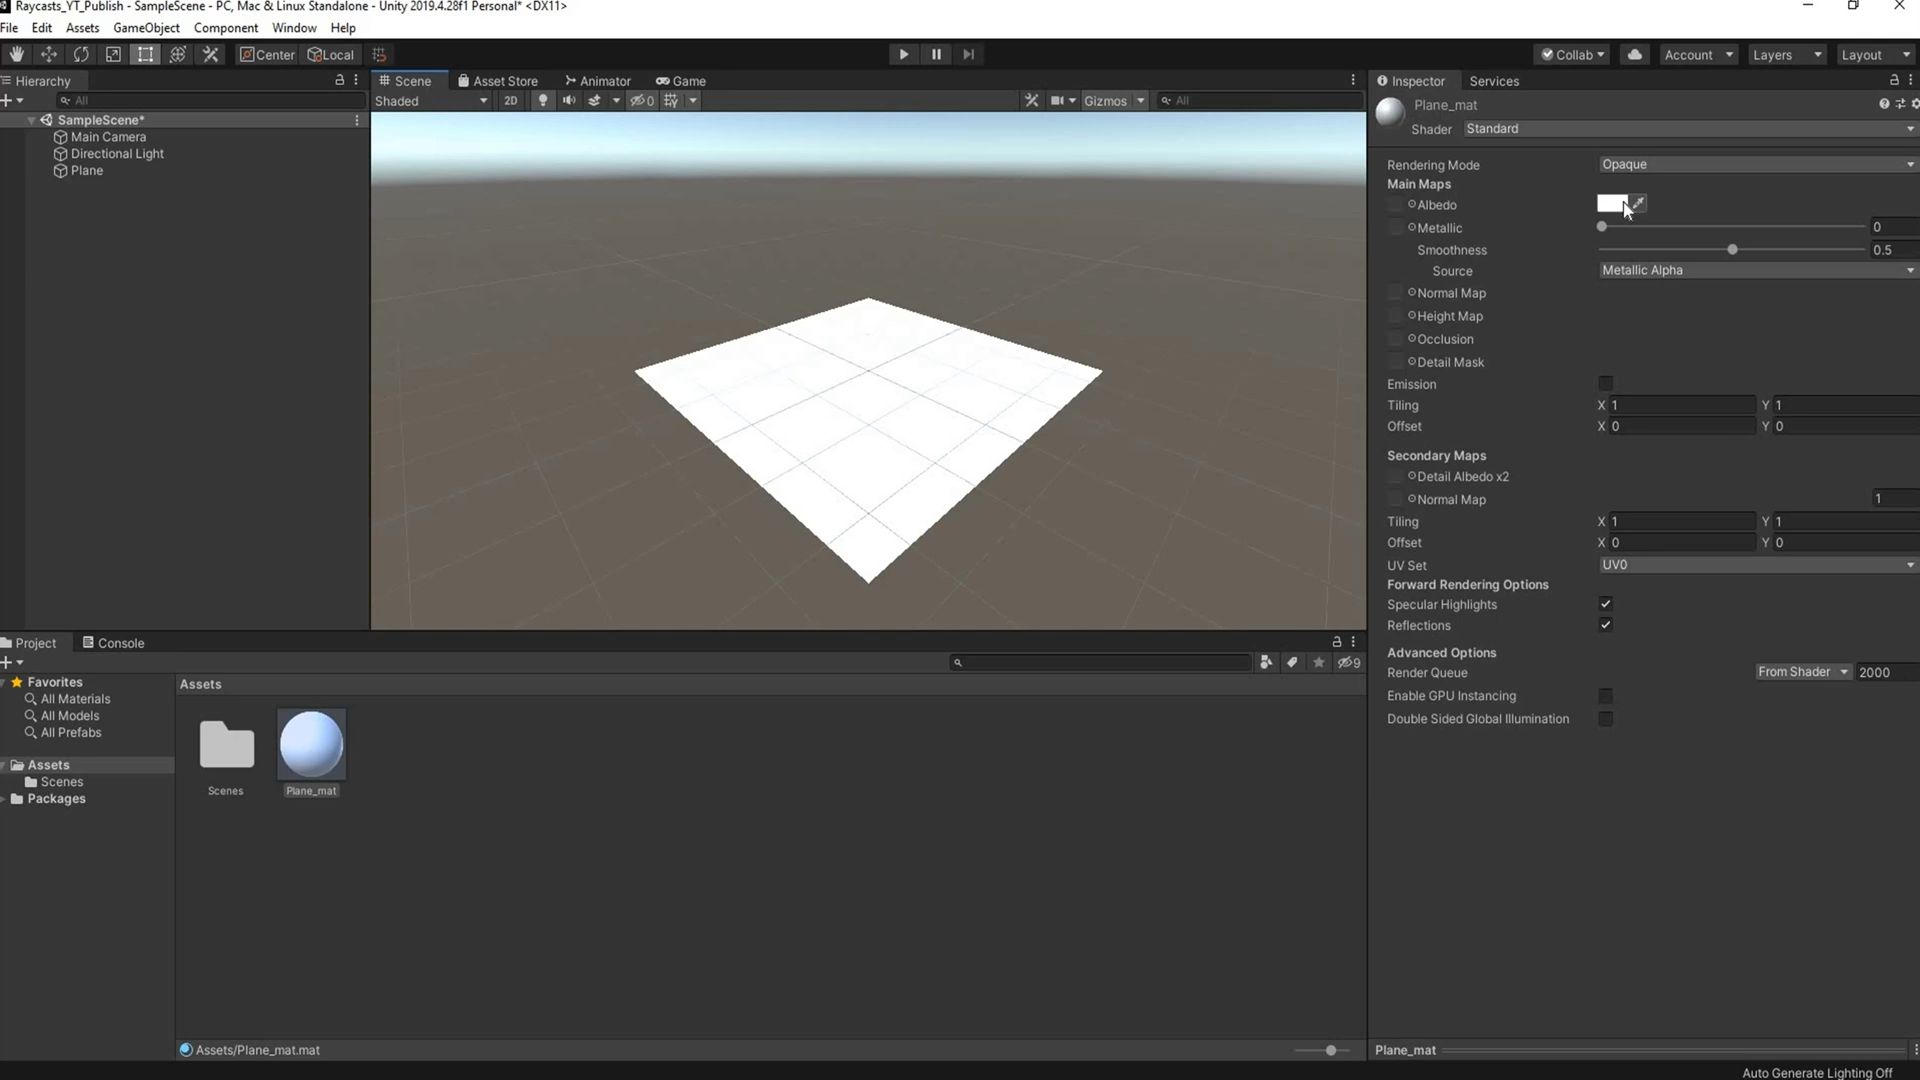 Raycasts_YT_Publish - SampleScene - PC, Mac & Linux Standalone - Unity 2019.4.28f1 Personal* <DX11>
File Edit Assets GameObject Component Window Help
Center Local Collab Account Layers Layout
Hierarchy
All
SampleScene*
Main Camera
Directional Light
Plane
Scene Asset Store Animator Game
Shaded 2D 0 Gizmos All
Inspector Services
Plane_mat
Shader Standard
Rendering Mode Opaque
Main Maps
Albedo
Metallic 0
Smoothness 0.5
Source Metallic Alpha
Normal Map
Height Map
Occlusion
Detail Mask
Emission
Tiling X 1 Y 1
Offset X 0 Y 0
Secondary Maps
Detail Albedo x2
Normal Map 1
Tiling X 1 Y 1
Offset X 0 Y 0
UV Set UV0
Forward Rendering Options
Specular Highlights
Reflections
Advanced Options
Render Queue From Shader 2000
Enable GPU Instancing
Double Sided Global Illumination
Project Console
9
Favorites
All Materials
All Models
All Prefabs
Assets
Scenes
Packages
Assets
Scenes Plane_mat
Assets/Plane_mat.mat
Plane_mat
Auto Generate Lighting Off